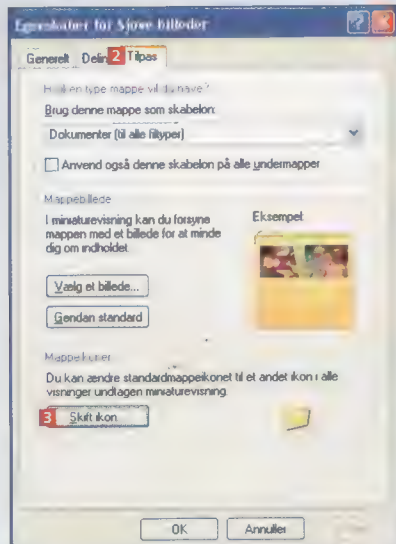 Egenskaber for Sjove billeder
Generelt Deling 2 Tilpas
Hvilken type mappe vil du have?
Brug denne mappe som skabelon:
Dokumenter (til alle filtyper)
Anvend også denne skabelon på alle undermapper
Mappebillede
I miniaturevisning kan du forsyne
mappen med et billede for at minde
dig om indholdet.
Eksempel:
Vælg et billede...
Gendan standard
Mappeikoner
Du kan ændre standardmappeikonet til et andet ikon i alle
visninger undtagen miniaturevisning.
3 Skift ikon
OK Annuller